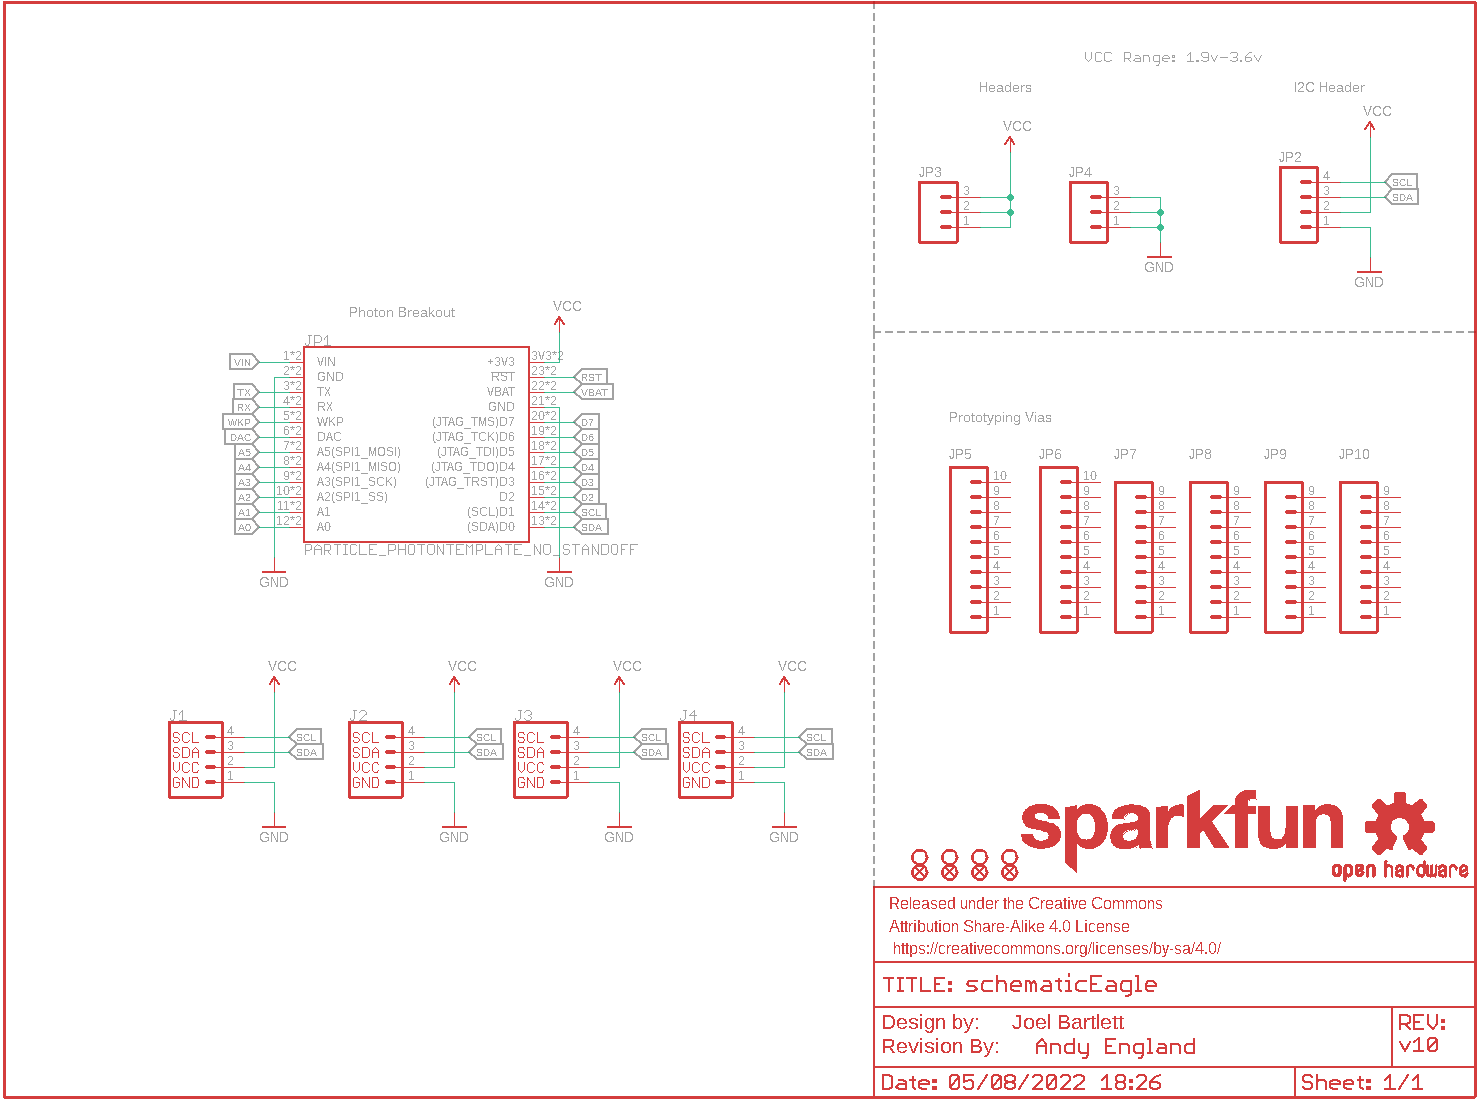 VCC Range: 1.9v-3.6v
Headers
I2C Header
VCC
VCC
JP3
3
2
1
JP4
3
2
1
GND
JP2
4
3
2
1
SCL
SDA
GND
Photon Breakout
VCC
JP1
VIN 1*2 VIN +3V3 3V3*2
2*2 GND RST 23*2 RST
TX 3*2 TX VBAT 22*2 VBAT
RX 4*2 RX GND 21*2
WKP 5*2 WKP (JTAG_TMS)D7 20*2 D7
DAC 6*2 DAC (JTAG_TCK)D6 19*2 D6
A5 7*2 A5(SPI1_MOSI) (JTAG_TDI)D5 18*2 D5
A4 8*2 A4(SPI1_MISO) (JTAG_TDO)D4 17*2 D4
A3 9*2 A3(SPI1_SCK) (JTAG_TRST)D3 16*2 D3
A2 10*2 A2(SPI1_SS) D2 15*2 D2
A1 11*2 A1 (SCL)D1 14*2 SCL
A0 12*2 A0 (SDA)D0 13*2 SDA
PARTICLE_PHOTONTEMPLATE_NO_STANDOFF
GND
GND
Prototyping Vias
JP5
10
9
8
7
6
5
4
3
2
1
JP6
10
9
8
7
6
5
4
3
2
1
JP7
9
8
7
6
5
4
3
2
1
JP8
9
8
7
6
5
4
3
2
1
JP9
9
8
7
6
5
4
3
2
1
JP10
9
8
7
6
5
4
3
2
1
VCC
J1
SCL 4 SCL
SDA 3 SDA
VCC 2
GND 1
GND
VCC
J2
SCL 4 SCL
SDA 3 SDA
VCC 2
GND 1
GND
VCC
J3
SCL 4 SCL
SDA 3 SDA
VCC 2
GND 1
GND
VCC
J4
SCL 4 SCL
SDA 3 SDA
VCC 2
GND 1
GND
sparkfun
open hardware
Released under the Creative Commons
Attribution Share-Alike 4.0 License
https://creativecommons.org/licenses/by-sa/4.0/
TITLE: schematicEagle
Design by: Joel Bartlett
Revision By: Andy England
REV:
v10
Date: 05/08/2022 18:26
Sheet: 1/1